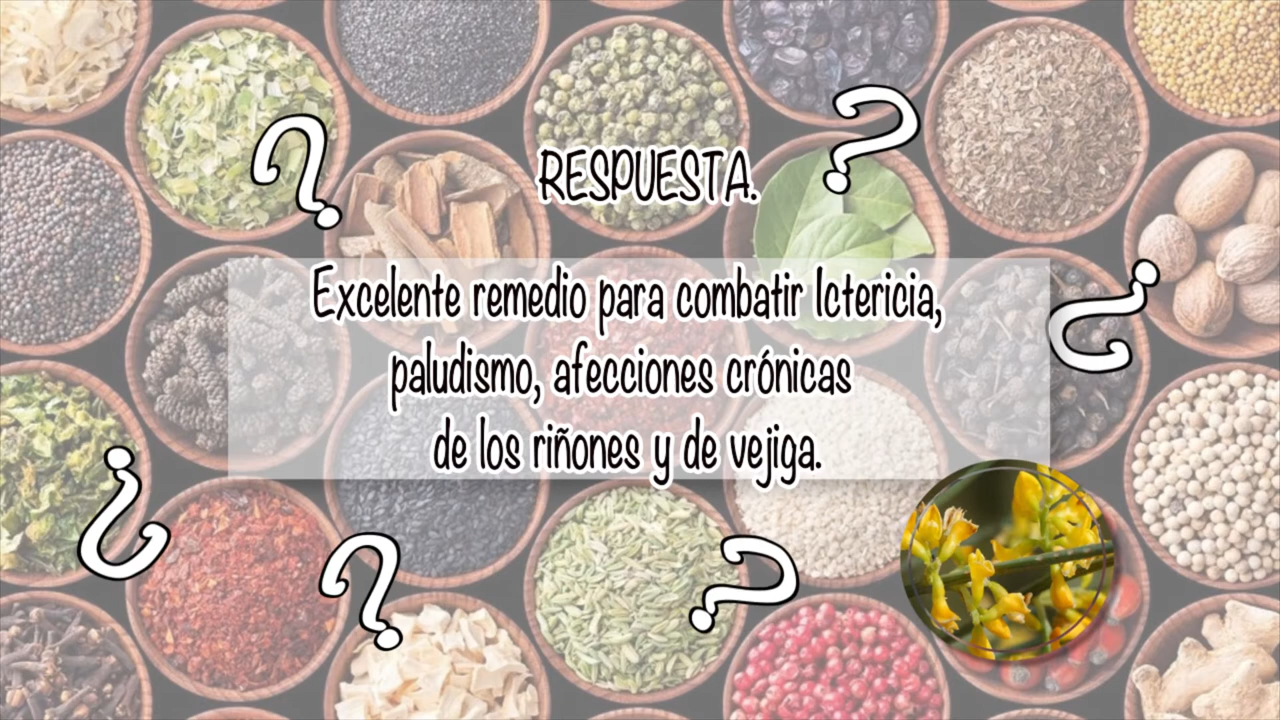 RESPUESTA.
Excelente remedio para combatir Ictericia,
paludismo, afecciones crónicas
de los riñones y de vejiga.